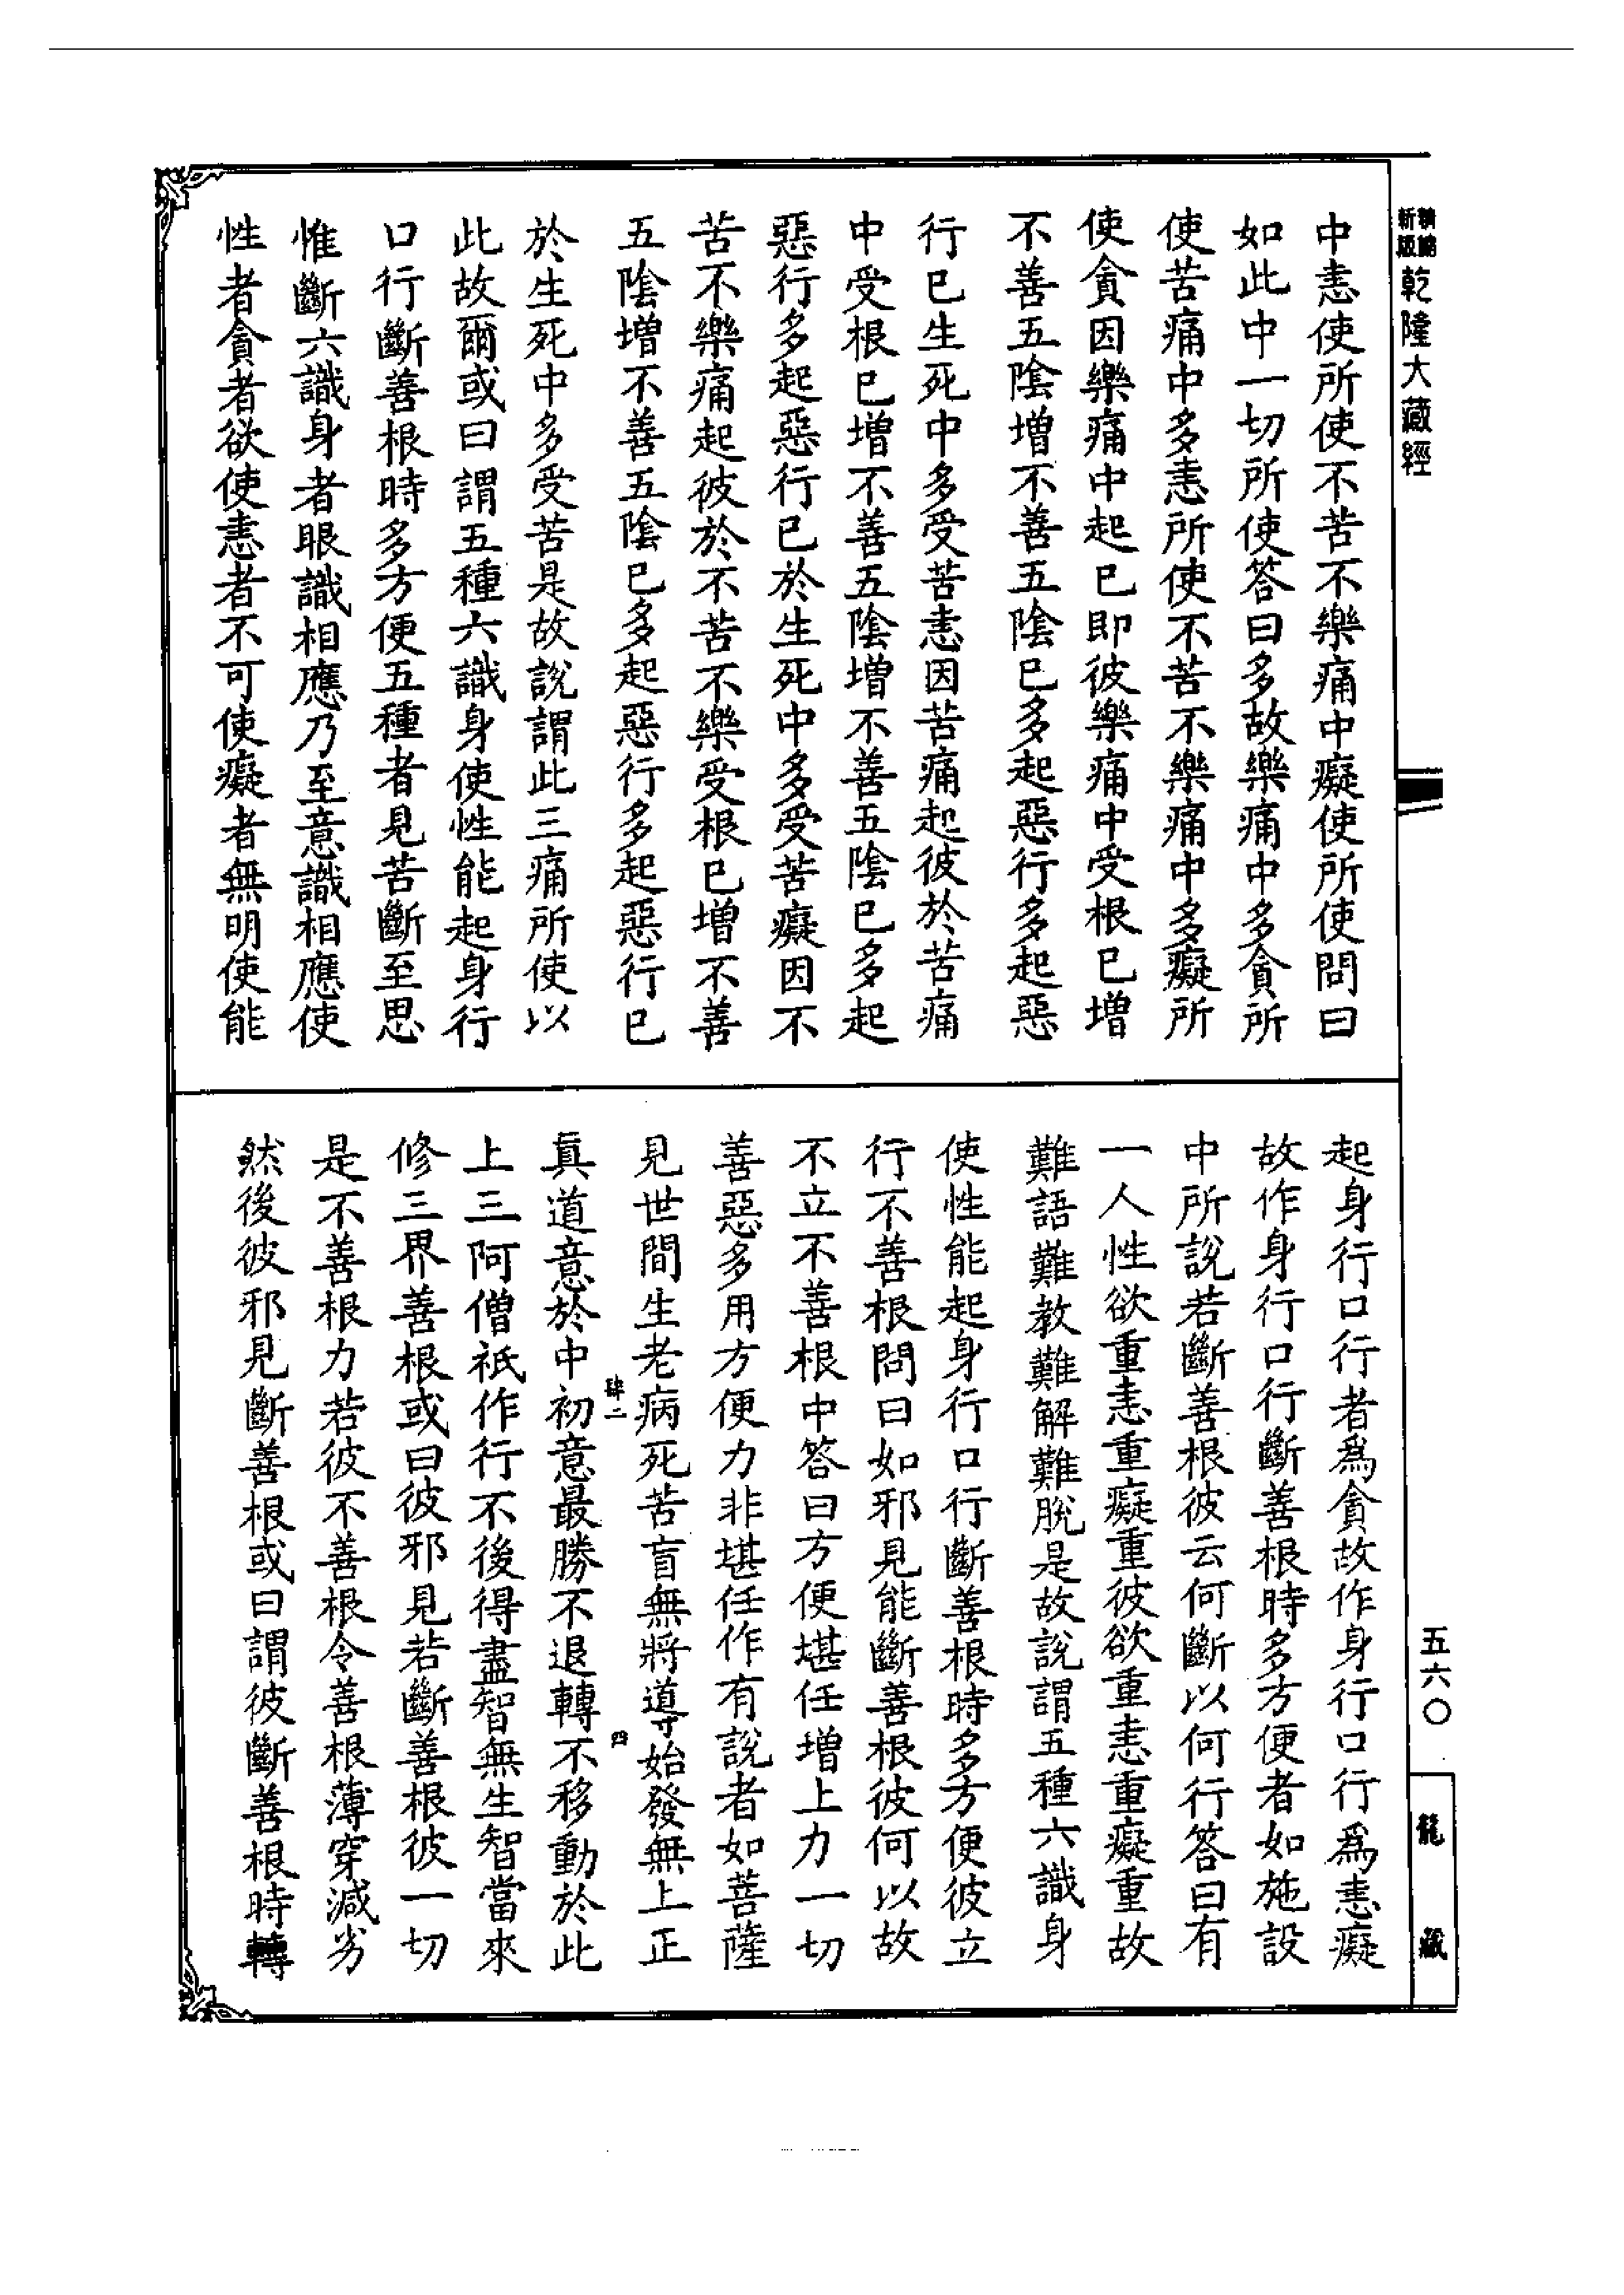 新版
精縮
乾隆大藏經
中恚使所使不苦不樂痛中癡使所使問曰
如此中一切所使答曰多故樂痛中多貪所
使苦痛中多恚所使不苦不樂痛中多癡所
使貪因樂痛中起已即彼樂痛中受根已增
不善五陰增不善五陰已多起惡行多起惡
行已生死中多受苦恚因苦痛起彼於苦痛
中受根已增不善五陰增不善五陰已多起
惡行多起惡行已於生死中多受苦癡因不
苦不樂痛起彼於不苦不樂受根已增不善
五陰增不善五陰已多起惡行多起惡行已
於生死中多受苦是故說謂此三痛所使以
此故爾或曰謂五種六識身使性能起身行
口行斷善根時多方便五種者見苦斷至思
惟斷六識身者眼識相應乃至意識相應使
性者貪者欲使恚者不可使癡者無明使能
起身行口行者為貪故作身行口行為恚癡
故作身行口行斷善根時多方便者如施設
中所說若斷善根彼云何斷以何行答曰有
一人性欲重恚重癡重彼欲重恚重癡重故
難語難教難解難脫是故說謂五種六識身
使性能起身行口行斷善根時多方便彼立
行不善根問曰如邪見能斷善根彼何以故
不立不善根中答曰方便堪任增上力一切
善惡多用方便力非堪任作有說者如菩薩
見世間生老病死苦盲無將導始發無上正
真道意於中初意最勝不退轉不移動於此
上三阿僧祇作行不後得盡智無生智當來
修三界善根或曰彼邪見若斷善根彼一切
是不善根力若彼不善根令善根薄穿減劣
然後彼邪見斷善根或曰謂彼斷善根時轉
肆二
四
五六〇
龍藏